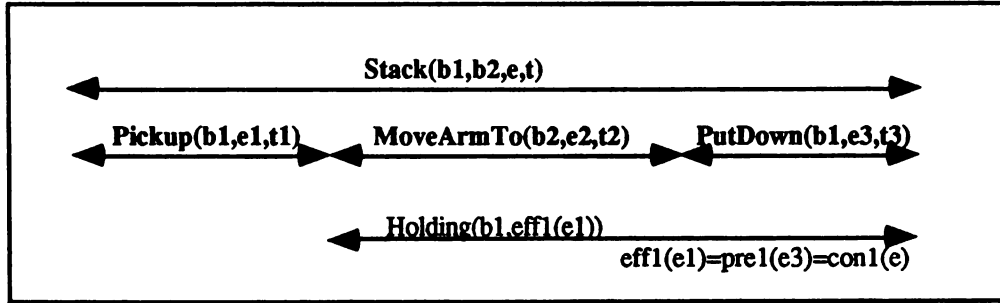 Stack(b1,b2,e,t)
Pickup(b1,e1,t1) MoveArmTo(b2,e2,t2) PutDown(b1,e3,t3)
Holding(b1,eff1(e1))
eff1(e1)=pre1(e3)=con1(e)